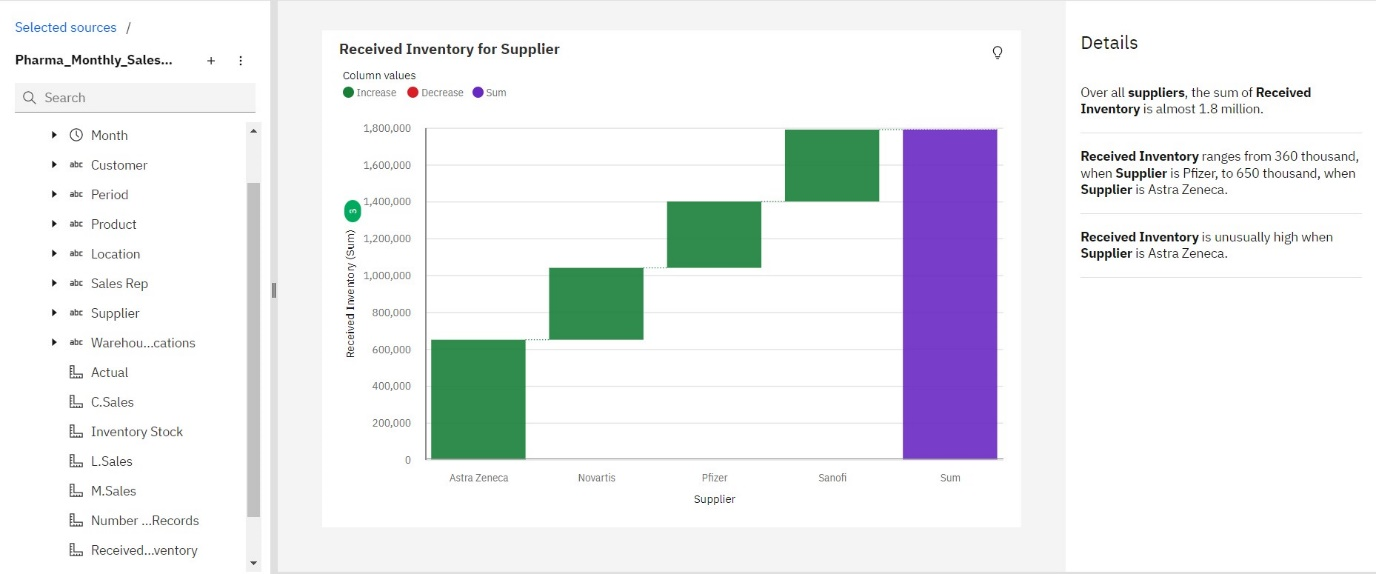 Selected sources /
Pharma_Monthly_Sales...
Search
Month
abc Customer
abc Period
abc Product
abc Location
abc Sales Rep
abc Supplier
abc Warehou...cations
Actual
C.Sales
Inventory Stock
L.Sales
M.Sales
Number ...Records
Received...ventory
Received Inventory for Supplier
Column values
Increase Decrease Sum
1,800,000
1,600,000
1,400,000
1,200,000
1,000,000
800,000
600,000
400,000
200,000
0
Received Inventory (Sum)
Astra Zeneca Novartis Pfizer Sanofi Sum
Supplier
Details
Over all suppliers, the sum of Received
Inventory is almost 1.8 million.
Received Inventory ranges from 360 thousand,
when Supplier is Pfizer, to 650 thousand, when
Supplier is Astra Zeneca.
Received Inventory is unusually high when
Supplier is Astra Zeneca.